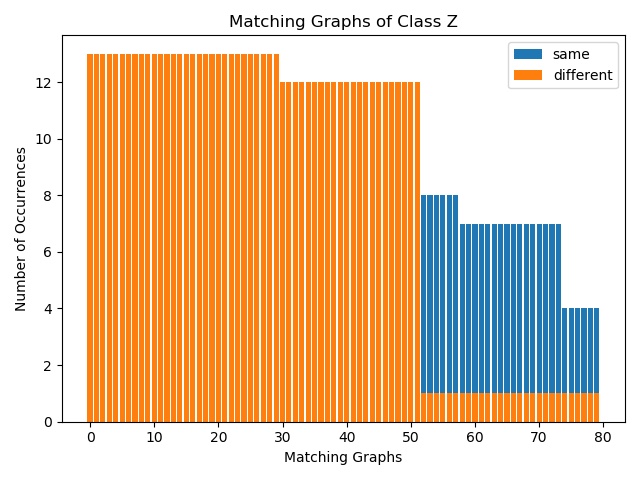 Matching Graphs of Class Z
same
different
12
10
8
6
4
2
0
Number of Occurrences
0 10 20 30 40 50 60 70 80
Matching Graphs